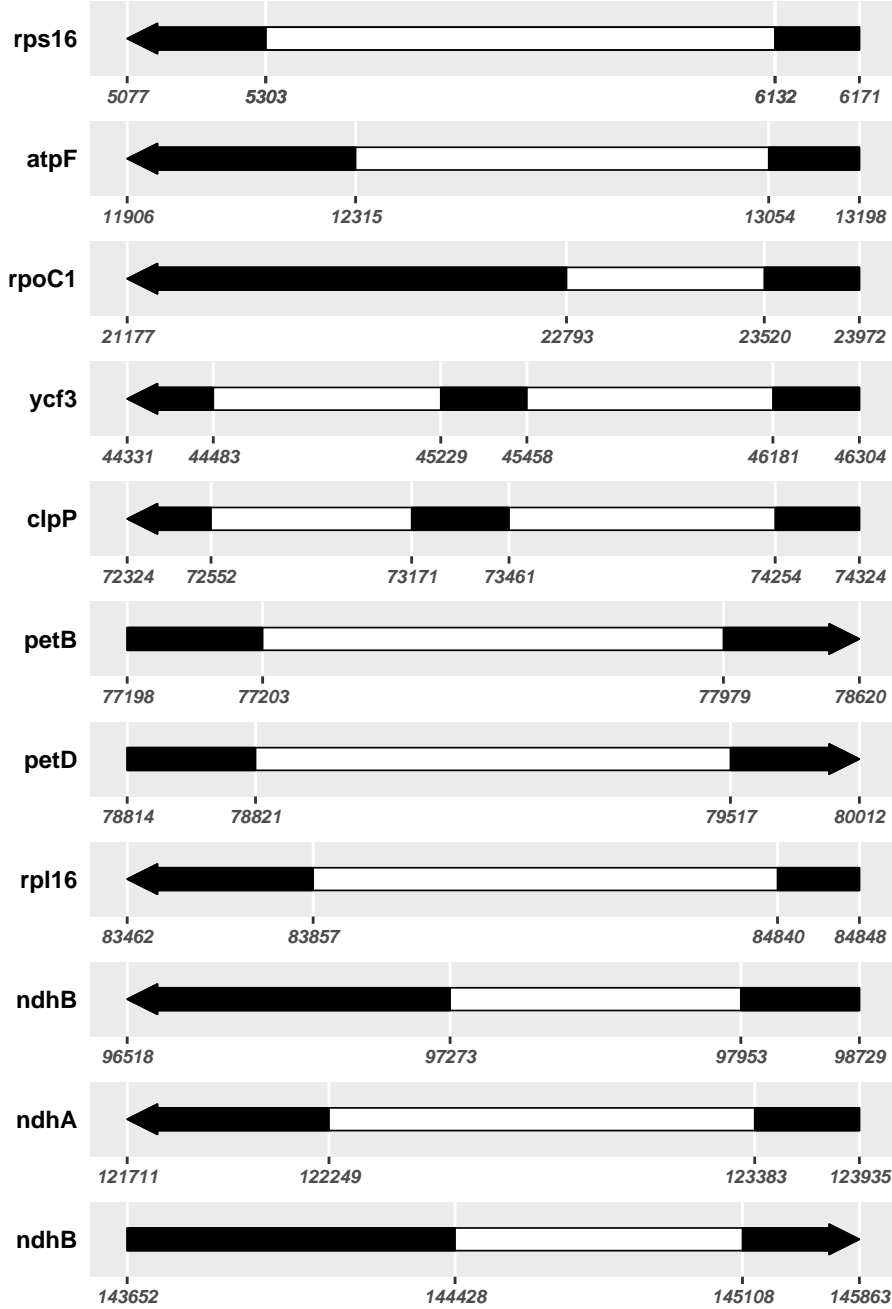 rps16
5077 5303 6132 6171
atpF
11906 12315 13054 13198
rpoC1
21177 22793 23520 23972
ycf3
44331 44483 45229 45458 46181 46304
clpP
72324 72552 73171 73461 74254 74324
petB
77198 77203 77979 78620
petD
78814 78821 79517 80012
rpl16
83462 83857 84840 84848
ndhB
96518 97273 97953 98729
ndhA
121711 122249 123383 123935
ndhB
143652 144428 145108 145863